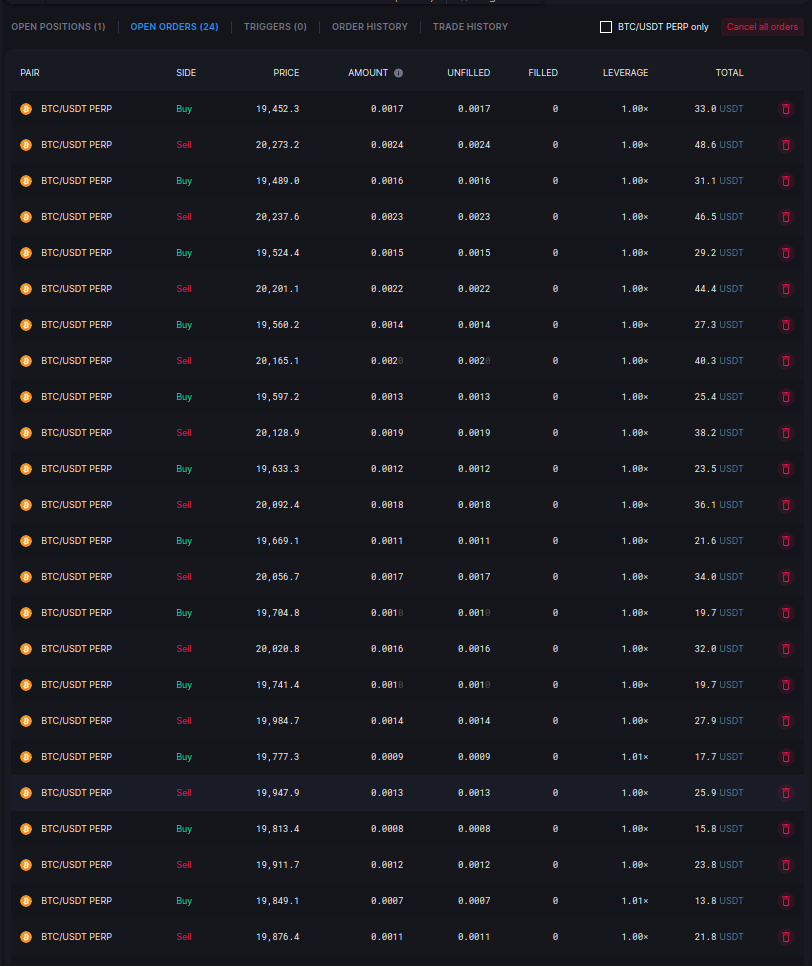 OPEN POSITIONS (1) OPEN ORDERS (24) TRIGGERS (0) ORDER HISTORY TRADE HISTORY BTC/USDT PERP only Cancel all orders
PAIR SIDE PRICE AMOUNT UNFILLED FILLED LEVERAGE TOTAL
BTC/USDT PERP Buy 19,452.3 0.0017 0.0017 0 1.00× 33.0 USDT
BTC/USDT PERP Sell 20,273.2 0.0024 0.0024 0 1.00× 48.6 USDT
BTC/USDT PERP Buy 19,489.0 0.0016 0.0016 0 1.00× 31.1 USDT
BTC/USDT PERP Sell 20,237.6 0.0023 0.0023 0 1.00× 46.5 USDT
BTC/USDT PERP Buy 19,524.4 0.0015 0.0015 0 1.00× 29.2 USDT
BTC/USDT PERP Sell 20,201.1 0.0022 0.0022 0 1.00× 44.4 USDT
BTC/USDT PERP Buy 19,560.2 0.0014 0.0014 0 1.00× 27.3 USDT
BTC/USDT PERP Sell 20,165.1 0.0020 0.0020 0 1.00× 40.3 USDT
BTC/USDT PERP Buy 19,597.2 0.0013 0.0013 0 1.00× 25.4 USDT
BTC/USDT PERP Sell 20,128.9 0.0019 0.0019 0 1.00× 38.2 USDT
BTC/USDT PERP Buy 19,633.3 0.0012 0.0012 0 1.00× 23.5 USDT
BTC/USDT PERP Sell 20,092.4 0.0018 0.0018 0 1.00× 36.1 USDT
BTC/USDT PERP Buy 19,669.1 0.0011 0.0011 0 1.00× 21.6 USDT
BTC/USDT PERP Sell 20,056.7 0.0017 0.0017 0 1.00× 34.0 USDT
BTC/USDT PERP Buy 19,704.8 0.0010 0.0010 0 1.00× 19.7 USDT
BTC/USDT PERP Sell 20,020.8 0.0016 0.0016 0 1.00× 32.0 USDT
BTC/USDT PERP Buy 19,741.4 0.0010 0.0010 0 1.00× 19.7 USDT
BTC/USDT PERP Sell 19,984.7 0.0014 0.0014 0 1.00× 27.9 USDT
BTC/USDT PERP Buy 19,777.3 0.0009 0.0009 0 1.01× 17.7 USDT
BTC/USDT PERP Sell 19,947.9 0.0013 0.0013 0 1.00× 25.9 USDT
BTC/USDT PERP Buy 19,813.4 0.0008 0.0008 0 1.00× 15.8 USDT
BTC/USDT PERP Sell 19,911.7 0.0012 0.0012 0 1.00× 23.8 USDT
BTC/USDT PERP Buy 19,849.1 0.0007 0.0007 0 1.01× 13.8 USDT
BTC/USDT PERP Sell 19,876.4 0.0011 0.0011 0 1.00× 21.8 USDT